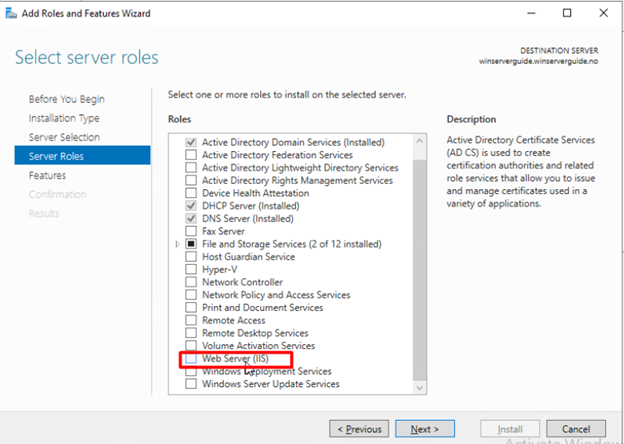 Add Roles and Features Wizard
Select server roles
DESTINATION SERVER
winserverguide.winserverguide.no
Before You Begin
Installation Type
Server Selection
Server Roles
Features
Confirmation
Results
Select one or more roles to install on the selected server.
Roles
Active Directory Domain Services (Installed)
Active Directory Federation Services
Active Directory Lightweight Directory Services
Active Directory Rights Management Services
Device Health Attestation
DHCP Server (Installed)
DNS Server (Installed)
Fax Server
File and Storage Services (2 of 12 installed)
Host Guardian Service
Hyper-V
Network Controller
Network Policy and Access Services
Print and Document Services
Remote Access
Remote Desktop Services
Volume Activation Services
Web Server (IIS)
Windows Deployment Services
Windows Server Update Services
Description
Active Directory Certificate Services
(AD CS) is used to create
certification authorities and related
role services that allow you to issue
and manage certificates used in a
variety of applications.
< Previous
Next >
Install
Cancel